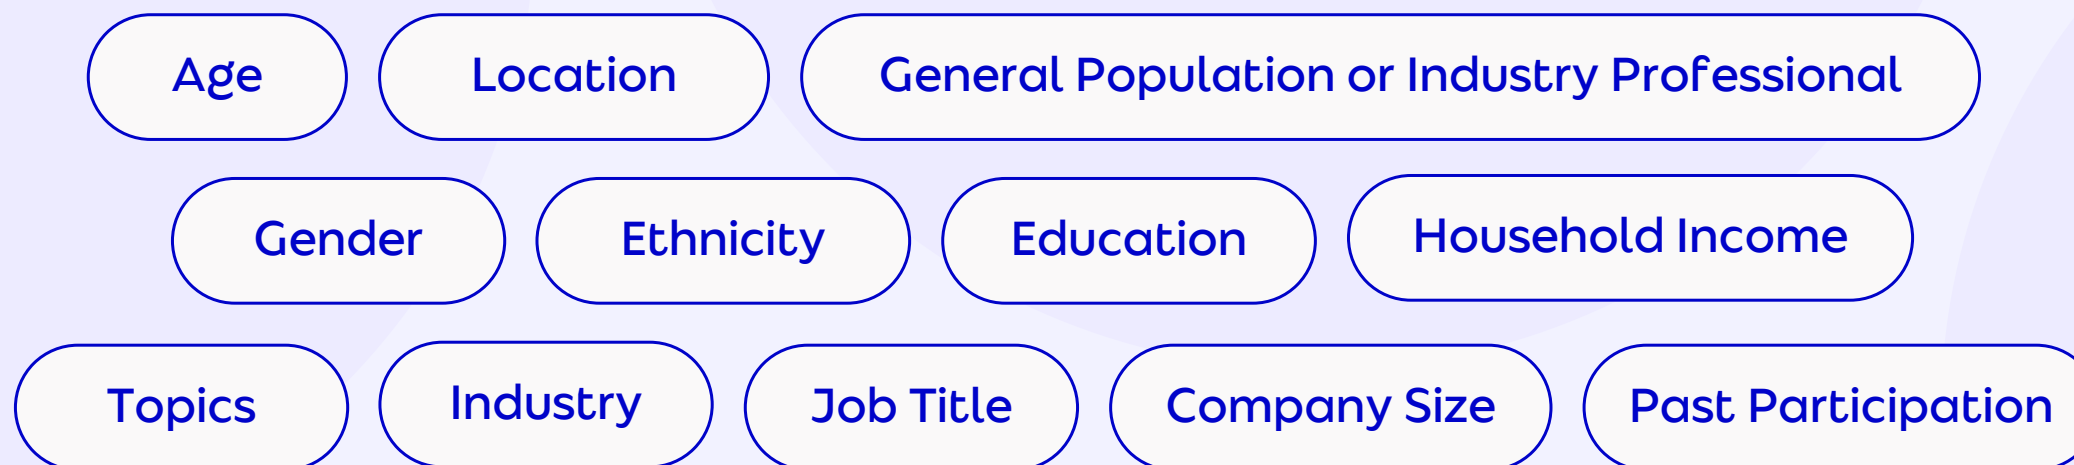 Age Location General Population or Industry Professional
Gender Ethnicity Education Household Income
Topics Industry Job Title Company Size Past Participation